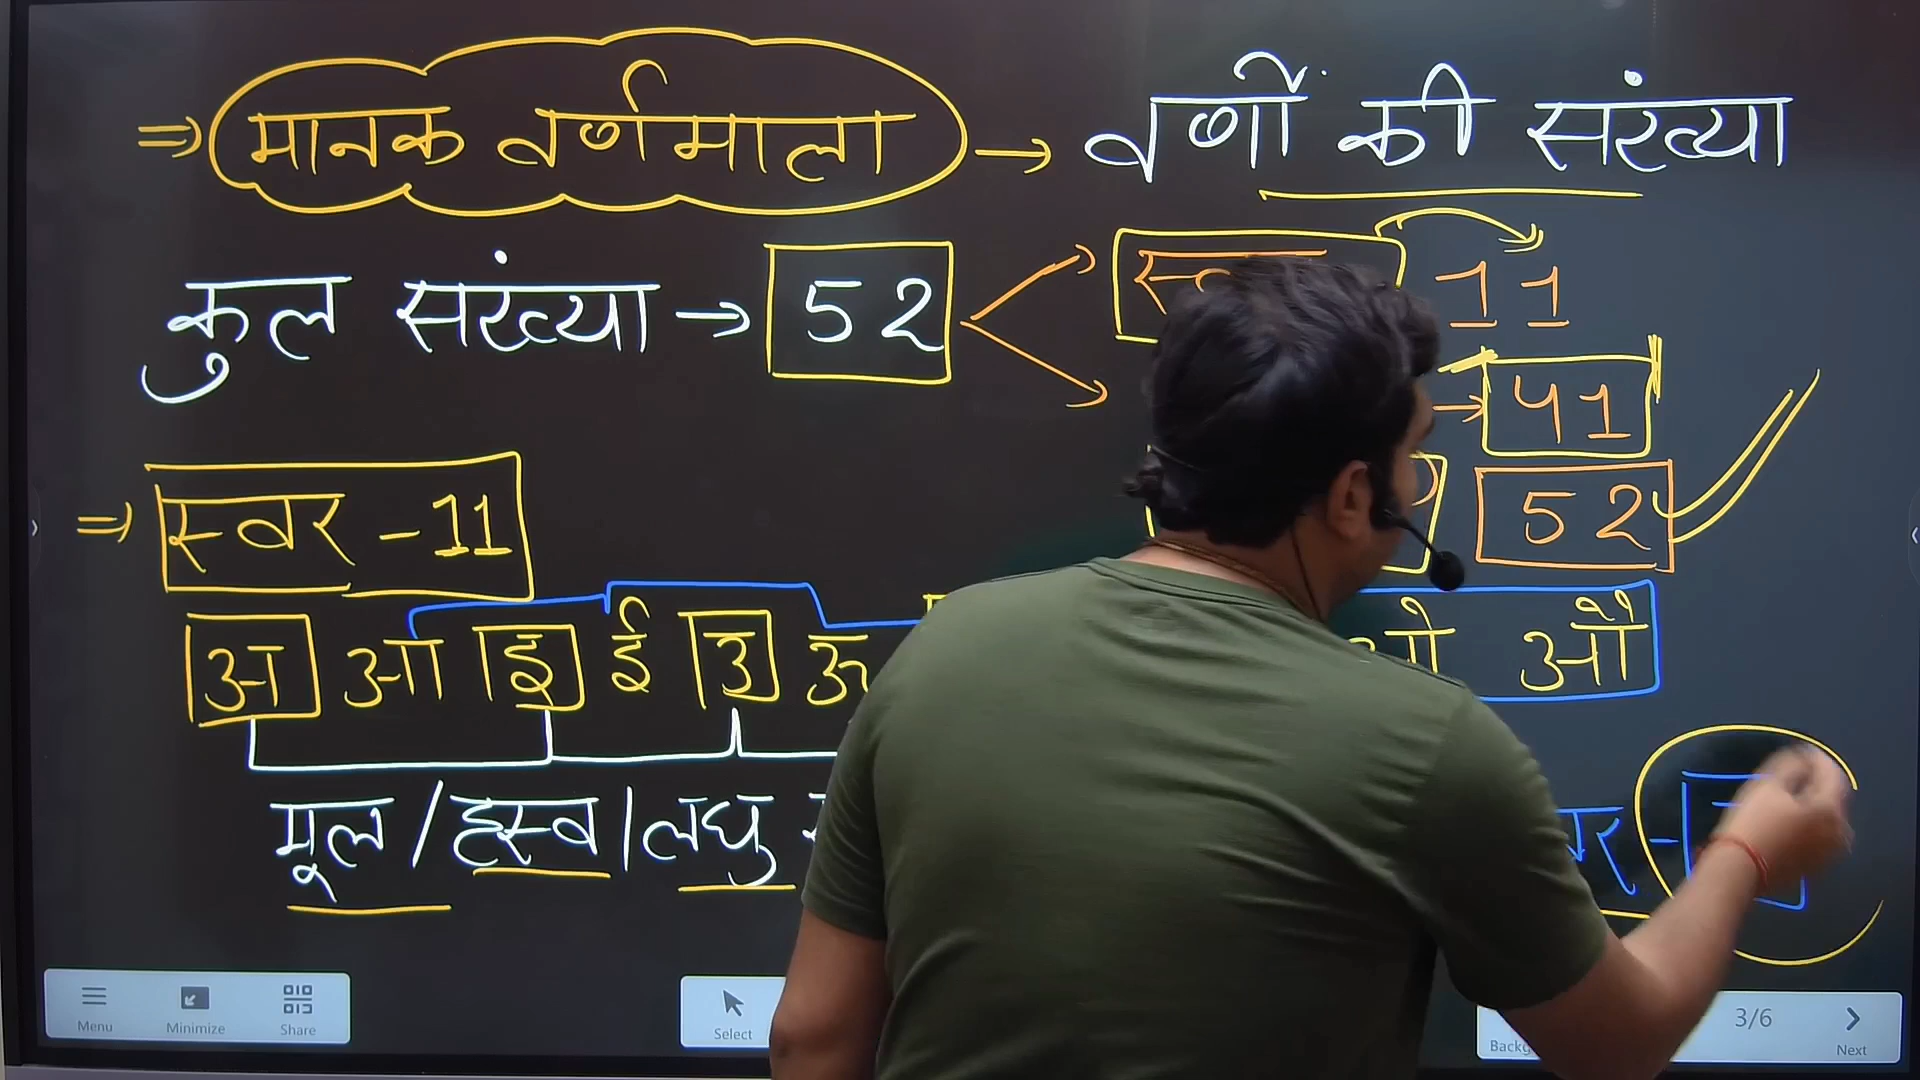 ⇒ मानक वर्णमाला → वर्णों की संख्या
कुल संख्या → 52
11
→ 41
52
⇒ स्वर - 11
अ आ इ ई उ ऊ ओ औ
मूल / ह्रस्व | लघु
Menu Minimize Share Select 3/6 Next